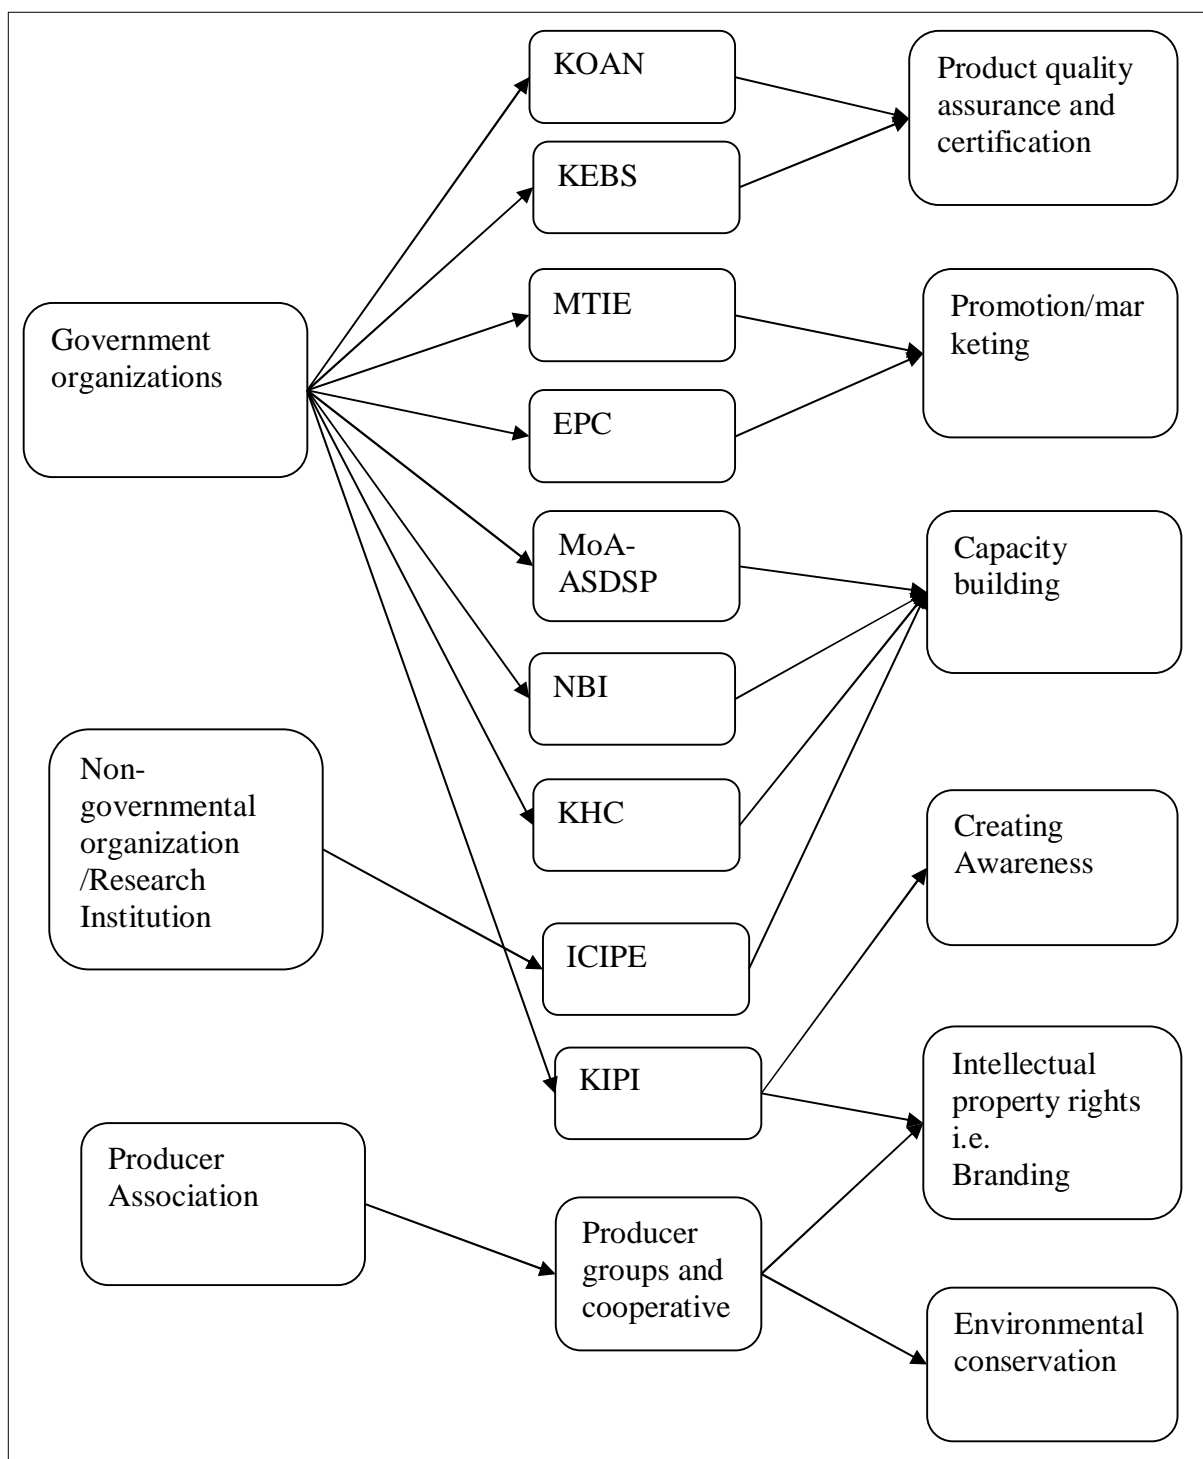 Government
organizations
Non-
governmental
organization
/Research
Institution
Producer
Association
KOAN
KEBS
MTIE
EPC
MoA-
ASDSP
NBI
KHC
ICIPE
KIPI
Producer
groups and
cooperative
Product quality
assurance and
certification
Promotion/mar
keting
Capacity
building
Creating
Awareness
Intellectual
property rights
i.e.
Branding
Environmental
conservation